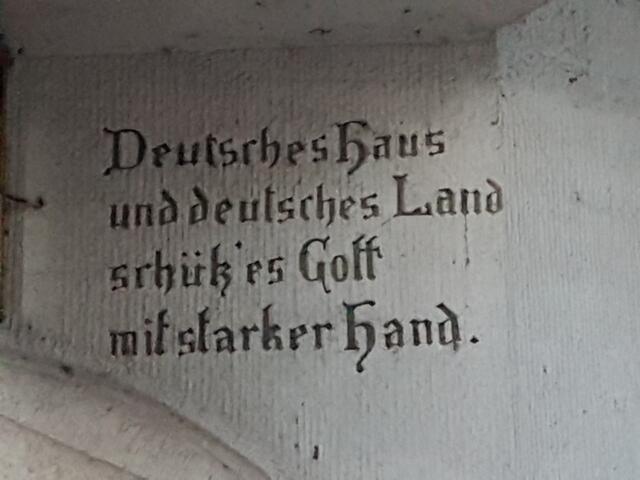 Deutsches Haus
und deutsches Land
schütz' es Gott
mit starker Hand.